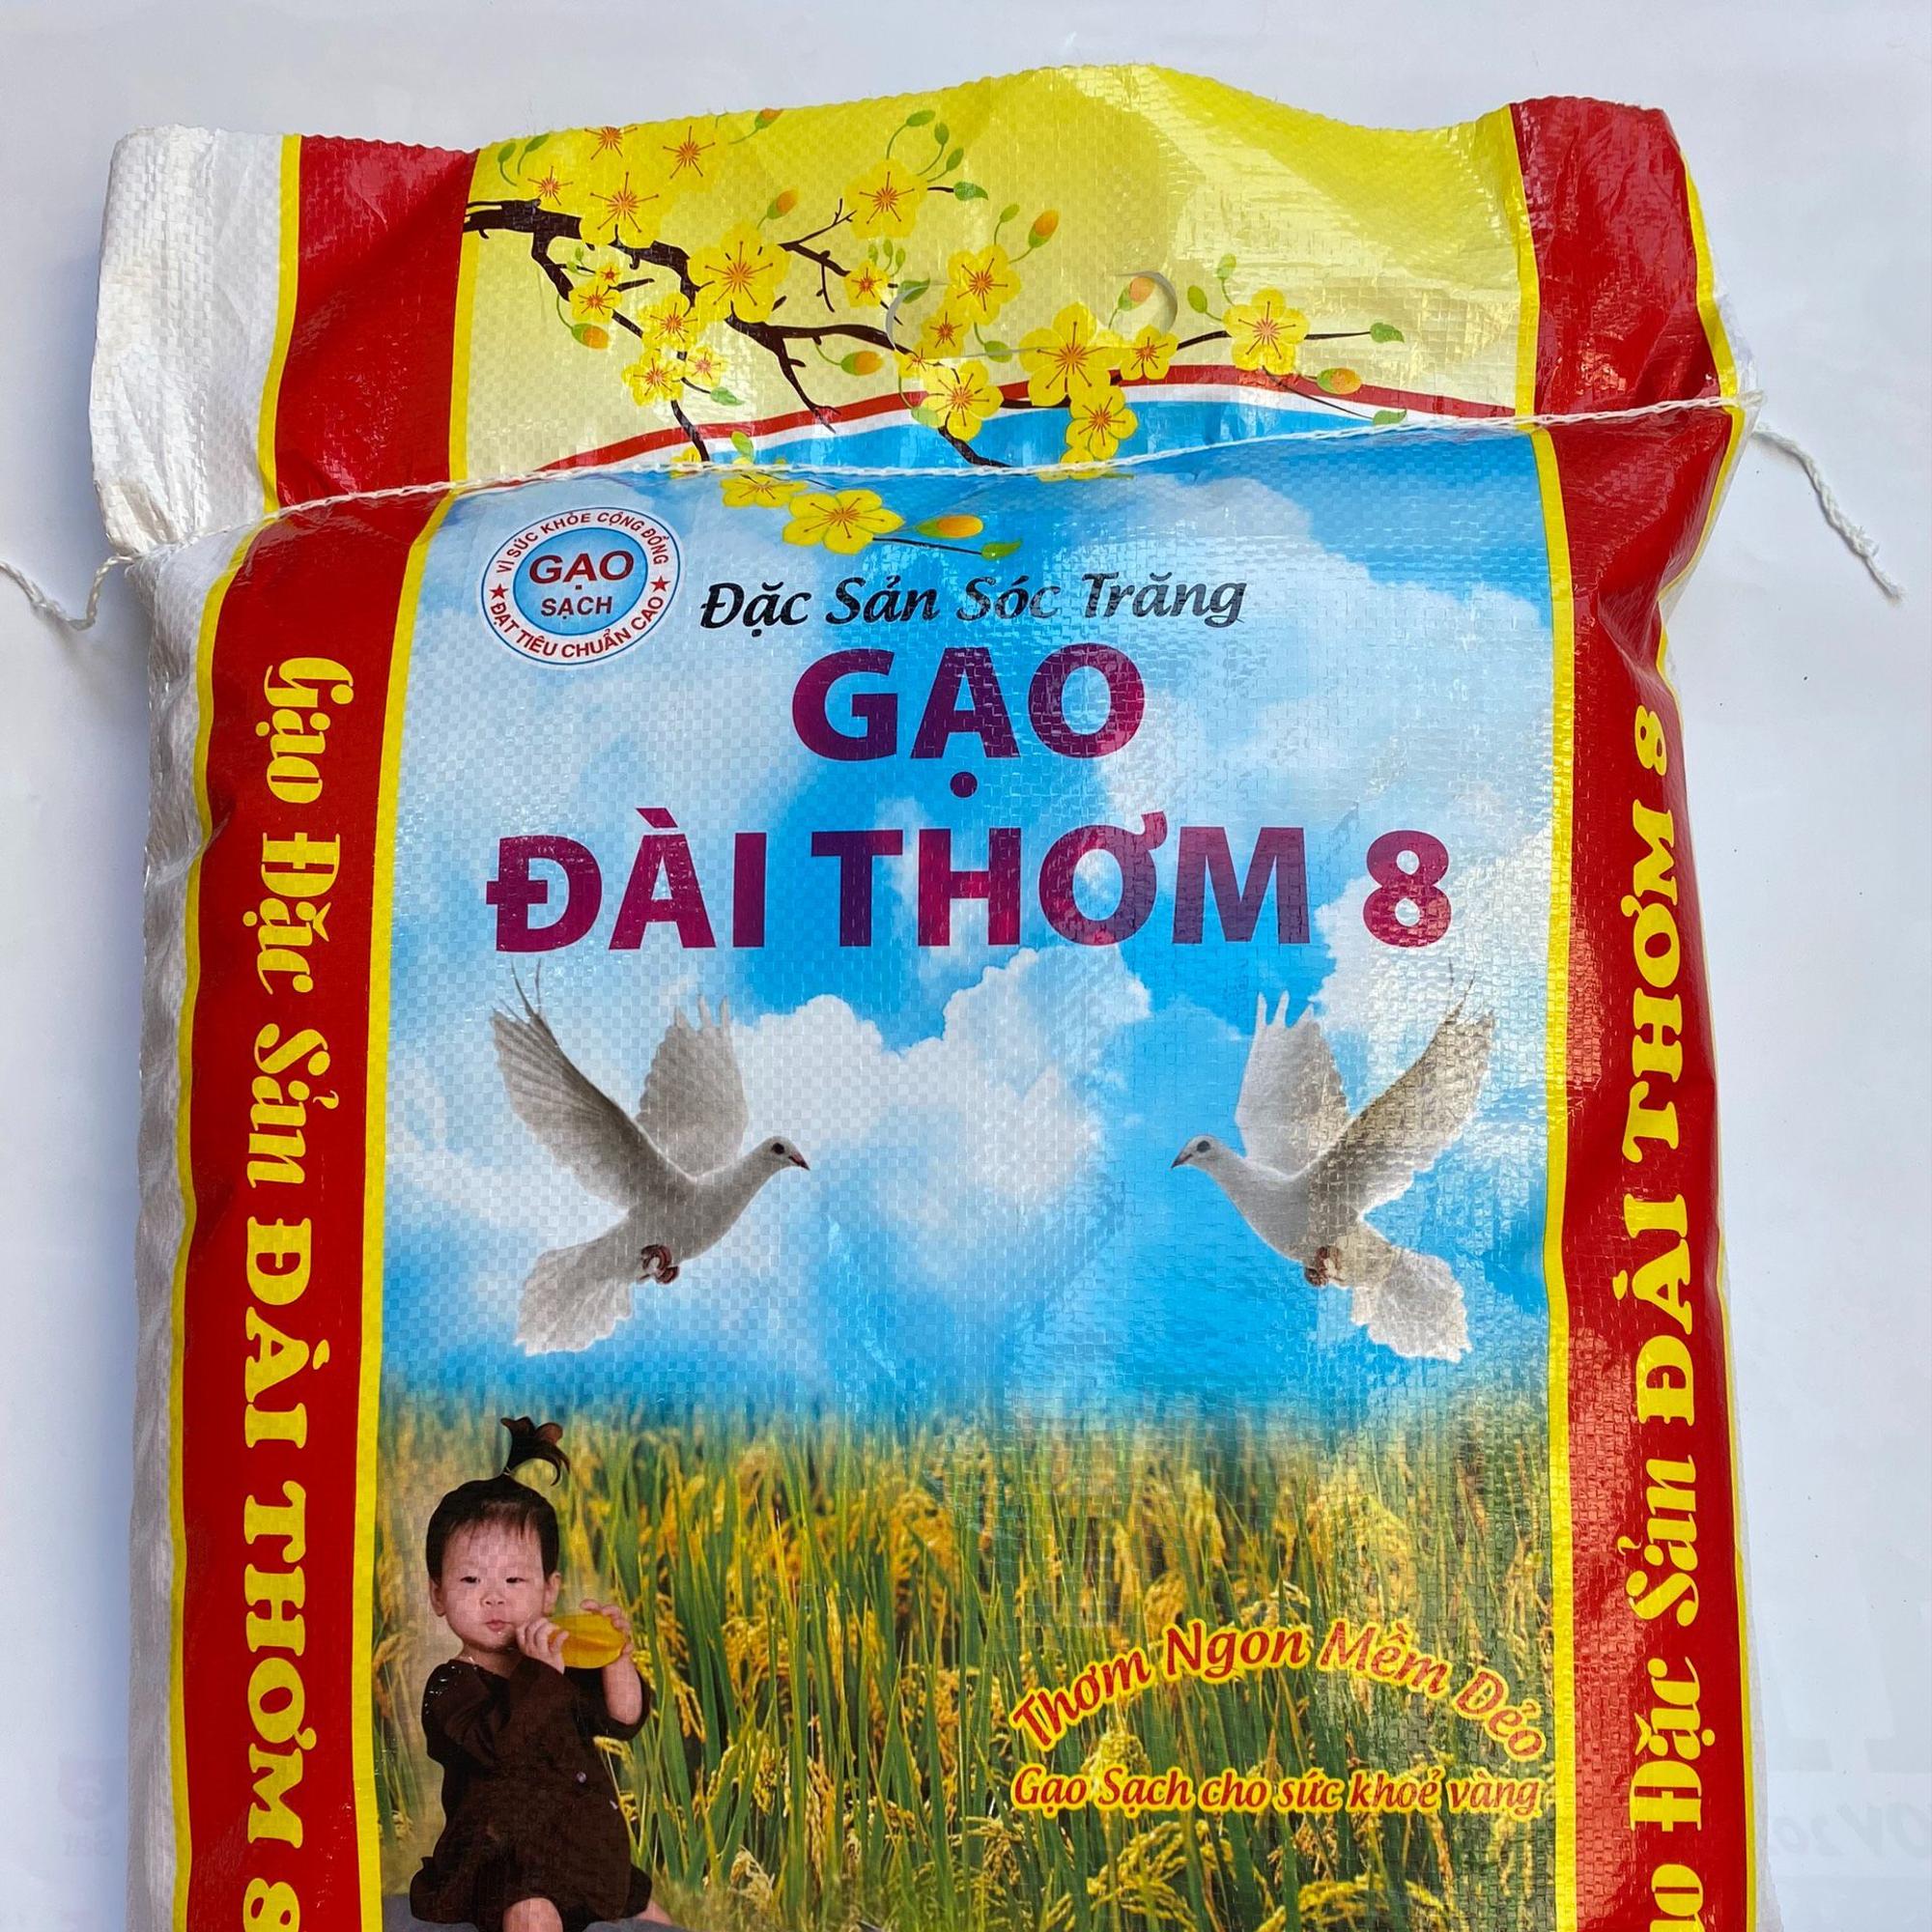 VÌ SỨC KHỎE CỘNG ĐỒNG
GẠO
SẠCH
ĐẠT TIÊU CHUẨN CAO
Đặc Sản Sóc Trăng
GẠO
ĐÀI THƠM 8
Gạo Đặc Sản ĐÀI THƠM 8
Đặc Sản ĐÀI THƠM 8
Thơm Ngon Mềm Dẻo
Gạo Sạch cho sức khoẻ vàng